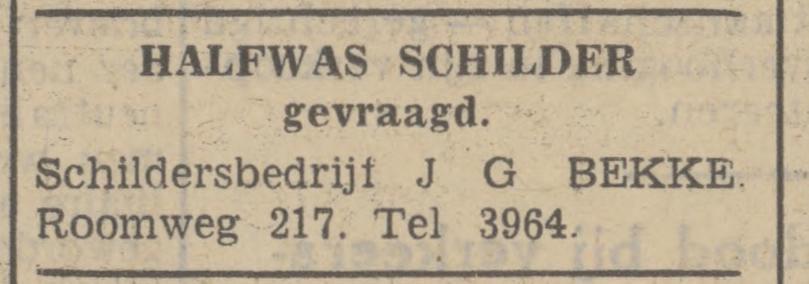 HALFWAS SCHILDER
gevraagd.
Schildersbedrijf J G BEKKE.
Roomweg 217. Tel 3964.